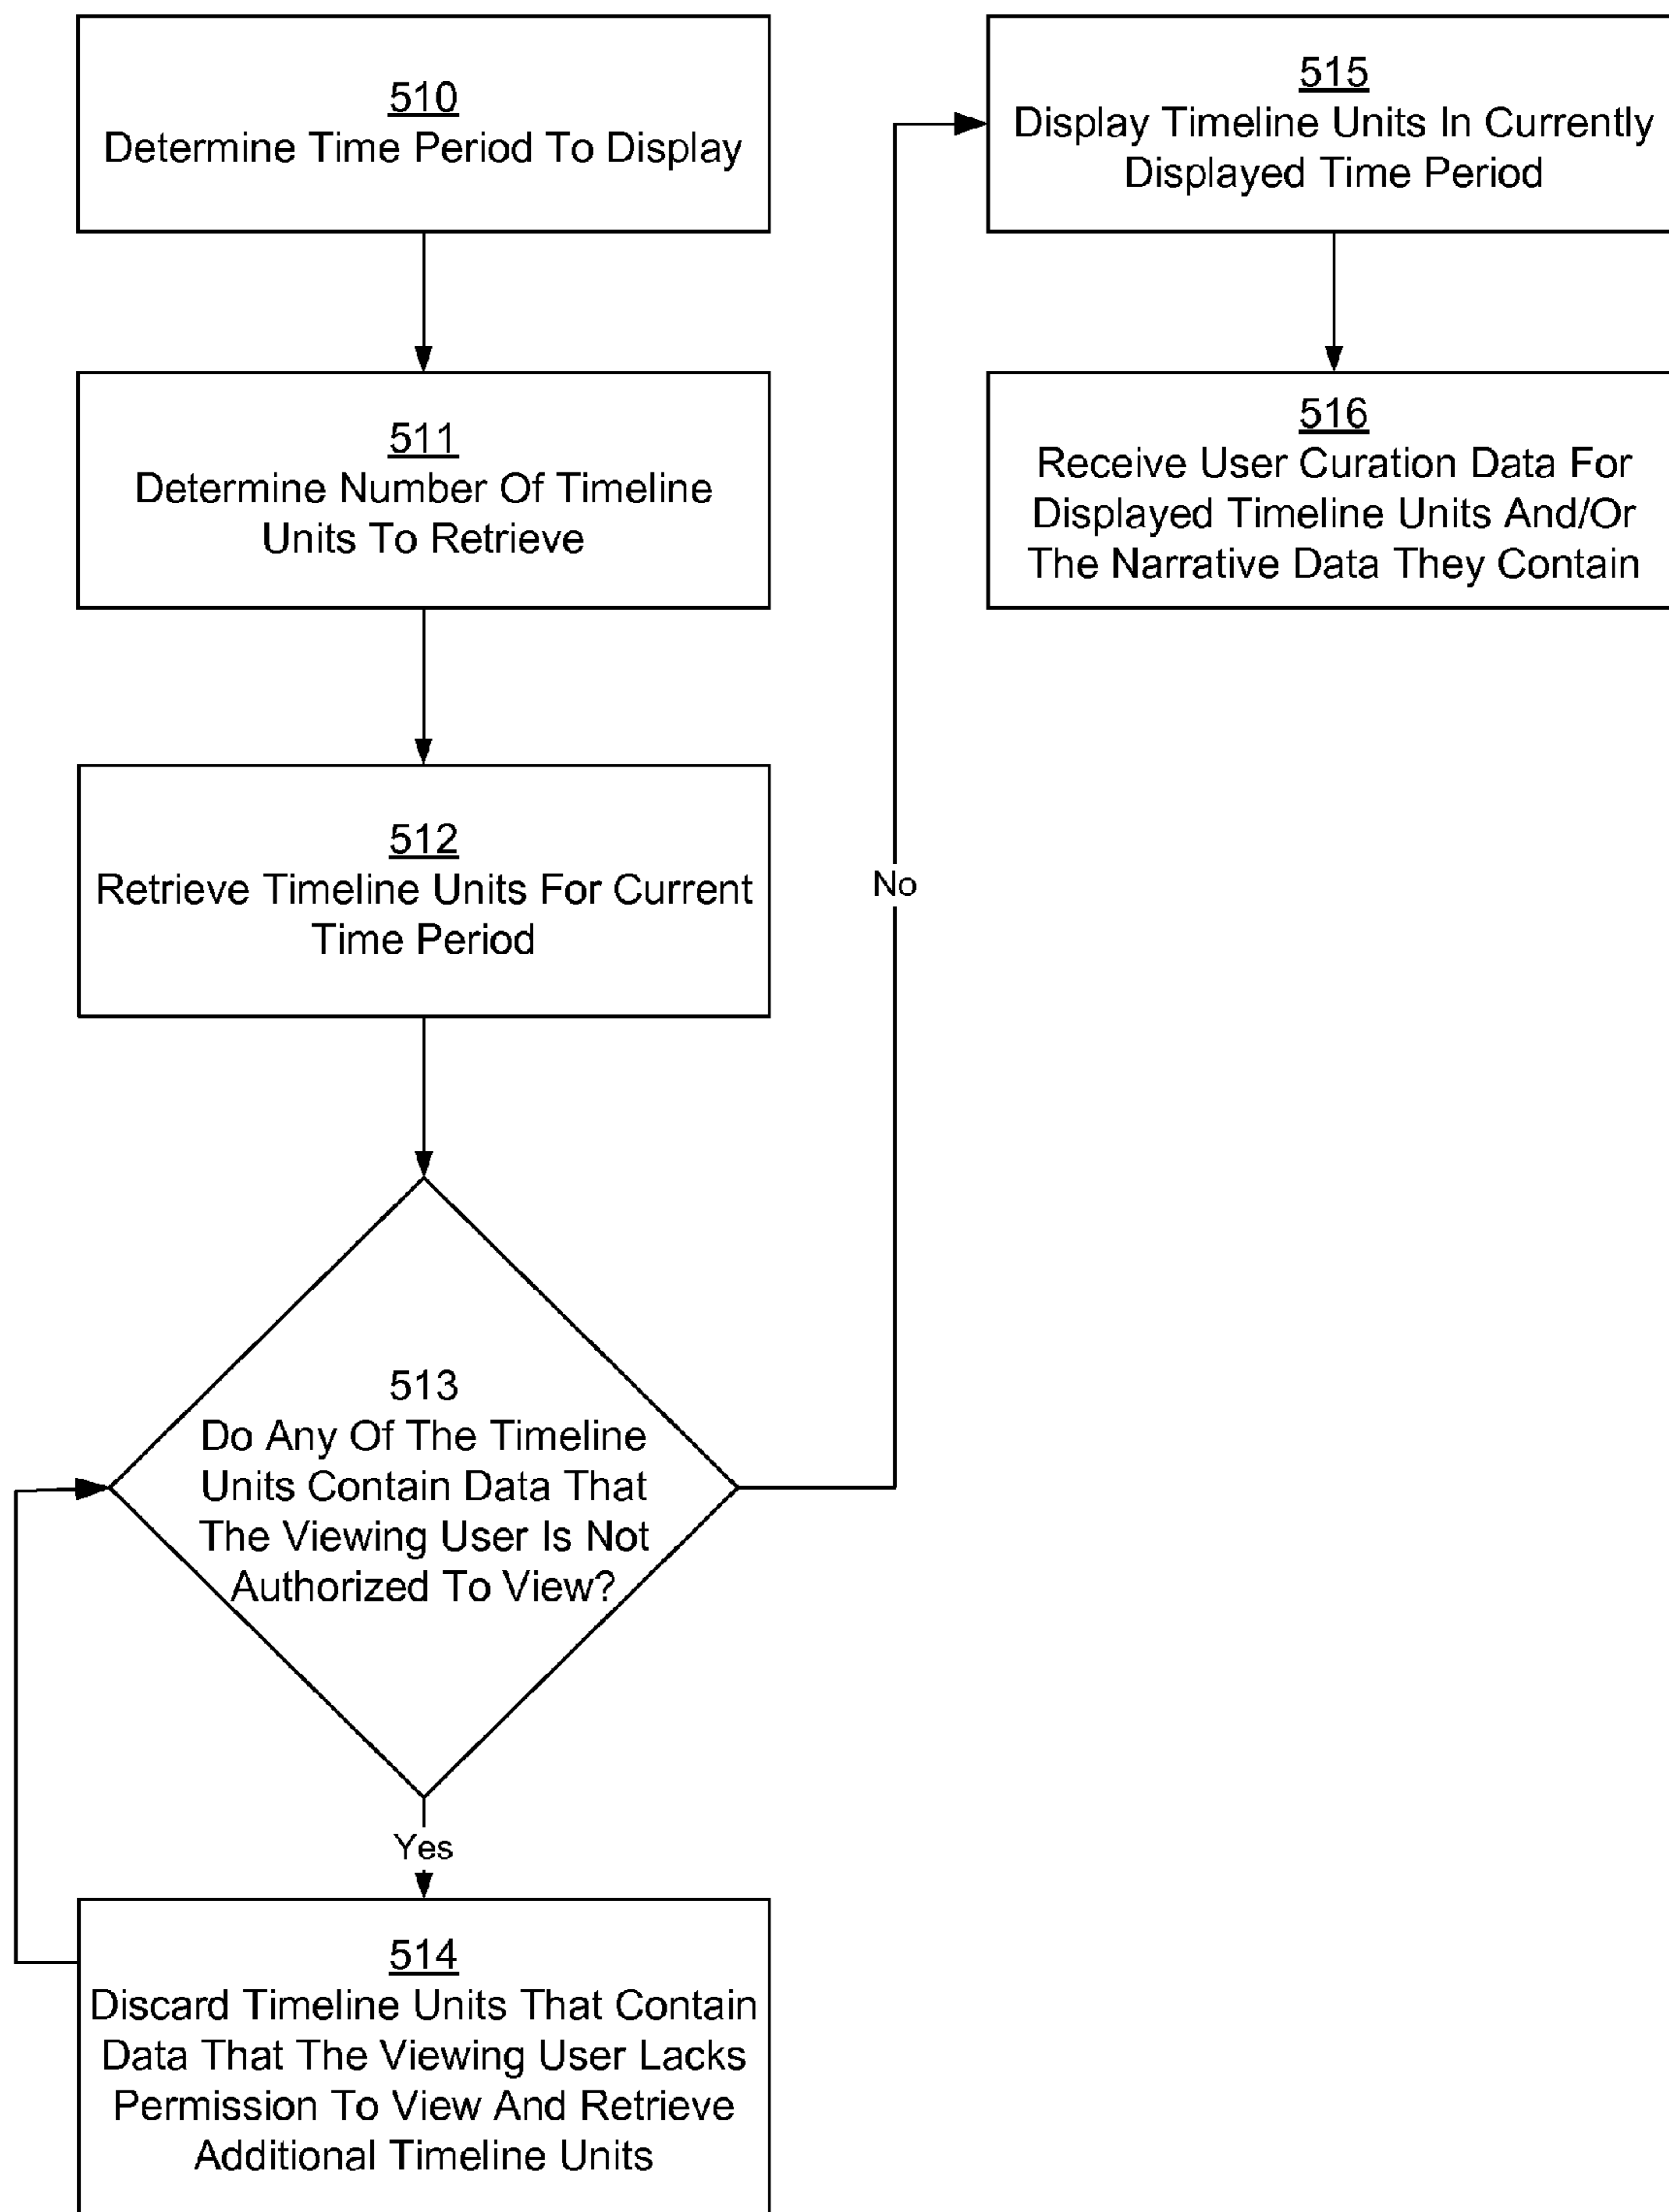 510
Determine Time Period To Display
511
Determine Number Of Timeline
Units To Retrieve
512
Retrieve Timeline Units For Current
Time Period
513
Do Any Of The Timeline
Units Contain Data That
The Viewing User Is Not
Authorized To View?
Yes
514
Discard Timeline Units That Contain
Data That The Viewing User Lacks
Permission To View And Retrieve
Additional Timeline Units
No
515
Display Timeline Units In Currently
Displayed Time Period
516
Receive User Curation Data For
Displayed Timeline Units And/Or
The Narrative Data They Contain